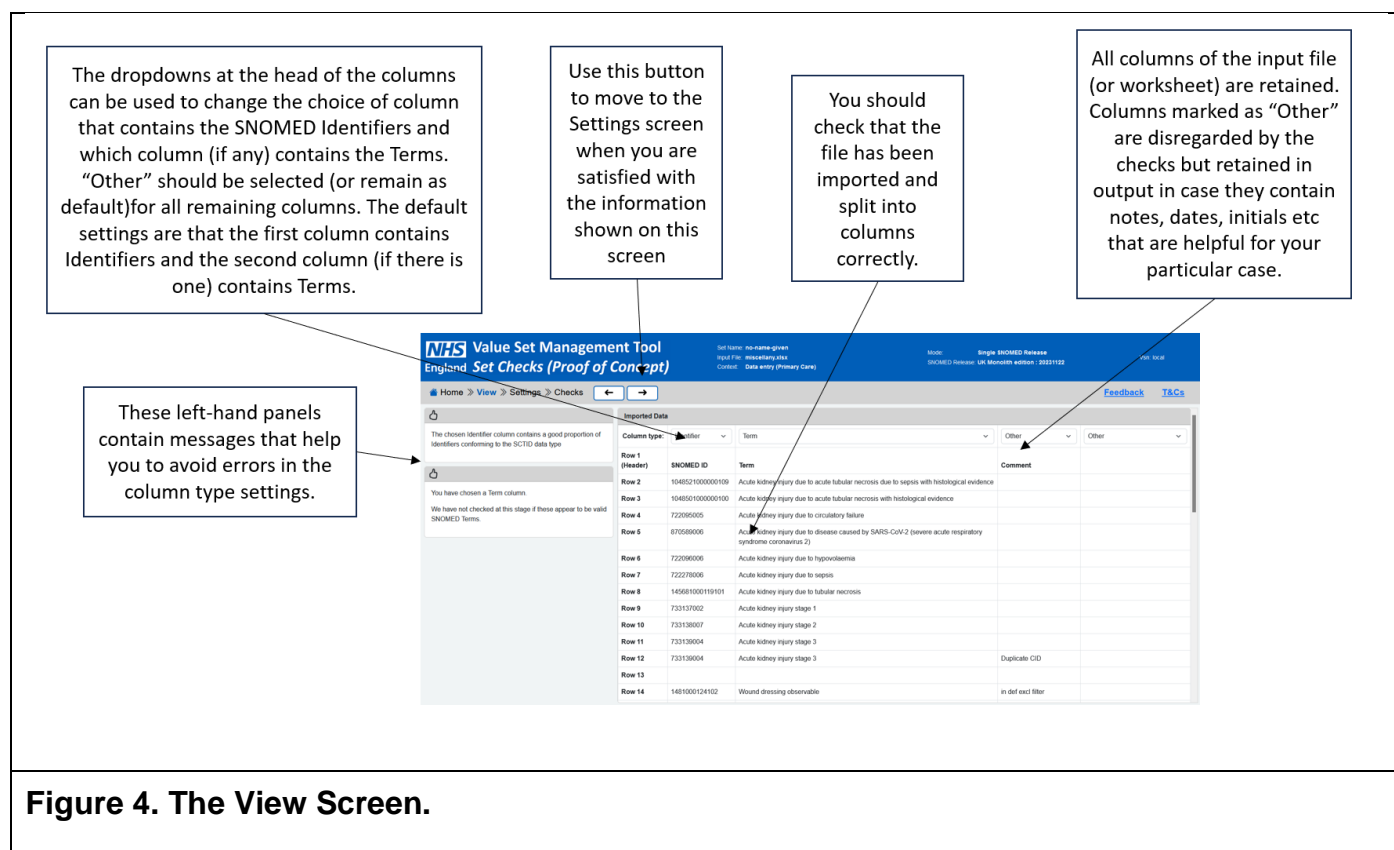 The dropdowns at the head of the columns
can be used to change the choice of column
that contains the SNOMED Identifiers and
which column (if any) contains the Terms.
“Other” should be selected (or remain as
default)for all remaining columns. The default
settings are that the first column contains
Identifiers and the second column (if there is
one) contains Terms.
Use this button
to move to the
Settings screen
when you are
satisfied with
the information
shown on this
screen
You should
check that the
file has been
imported and
split into
columns
correctly.
All columns of the input file
(or worksheet) are retained.
Columns marked as “Other”
are disregarded by the
checks but retained in
output in case they contain
notes, dates, initials etc
that are helpful for your
particular case.
These left-hand panels
contain messages that help
you to avoid errors in the
column type settings.
NHS Value Set Management Tool
England Set Checks (Proof of Concept)
Set Name: no-name-given
Input File: miscellany.xlsx
Context: Data entry (Primary Care)
Mode: Single SNOMED Release
SNOMED Release: UK Monolith edition : 20231122
local
Home » View » Settings » Checks ← →
Feedback T&Cs
The chosen Identifier column contains a good proportion of
Identifiers conforming to the SCTID data type
You have chosen a Term column.
We have not checked at this stage if these appear to be valid
SNOMED Terms.
Imported Data
Column type: Identifier Term Other Other
Row 1
(Header) SNOMED ID Term Comment
Row 2 1048521000000109 Acute kidney injury due to acute tubular necrosis due to sepsis with histological evidence
Row 3 1048501000000100 Acute kidney injury due to acute tubular necrosis with histological evidence
Row 4 722095005 Acute kidney injury due to circulatory failure
Row 5 870589006 Acute kidney injury due to disease caused by SARS-CoV-2 (severe acute respiratory
syndrome coronavirus 2)
Row 6 722096006 Acute kidney injury due to hypovolaemia
Row 7 722278006 Acute kidney injury due to sepsis
Row 8 145681000119101 Acute kidney injury due to tubular necrosis
Row 9 733137002 Acute kidney injury stage 1
Row 10 733138007 Acute kidney injury stage 2
Row 11 733139004 Acute kidney injury stage 3
Row 12 733139004 Acute kidney injury stage 3 Duplicate CID
Row 13
Row 14 1481000124102 Wound dressing observable in def excl filter
Figure 4. The View Screen.